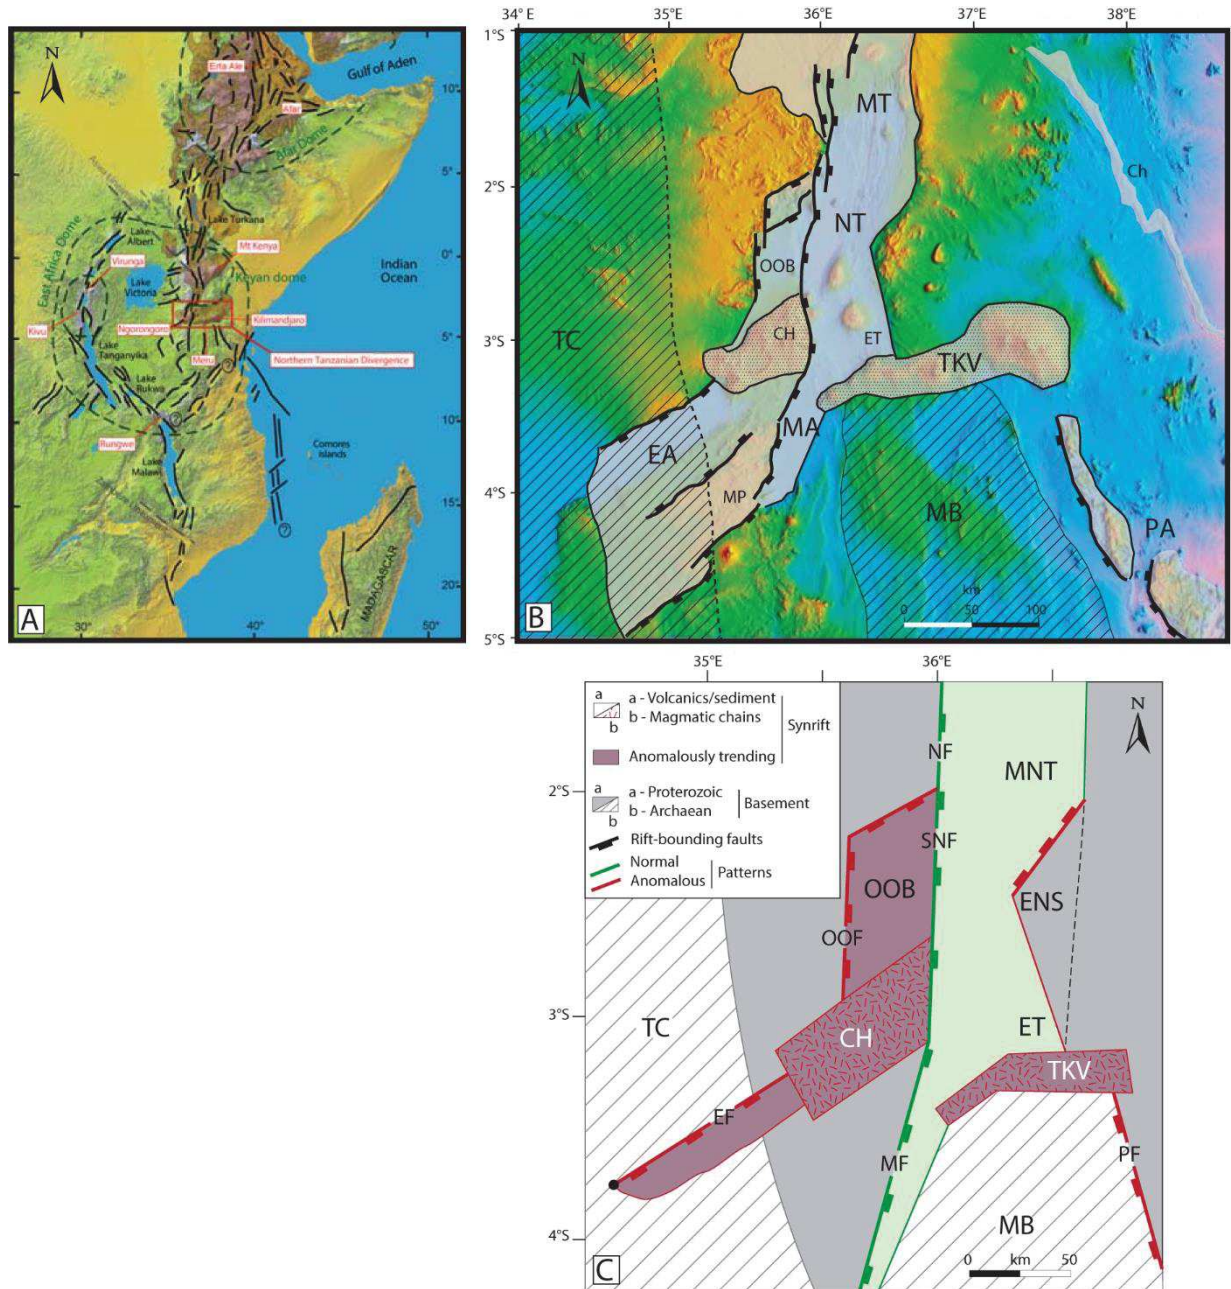 N
Erta Ale
Gulf of Aden
10°
Afar
Afar Dome
5°
Lake Turkana
Lake
Albert
East Africa Dome
Virunga
Mt Kenya
0°
Lake
Victoria
Keyan dome
Indian
Ocean
Kivu
Ngorongoro
Kilimandjaro
5°
Lake
Tanganyika
Meru
Northern Tanzanian Divergence
?
Lake
Rukwa
10°
?
Rungwe
Lake
Malawi
Comores
islands
15°
?
20°
MADAGASCAR
A
30°
40°
50°
34°E
35°E
36°E
37°E
38°E
1°S
N
MT
Ch
2°S
NT
OOB
CH
ET
3°S
TC
TKV
MA
EA
MP
4°S
MB
PA
km
0
50
100
B
5°S
35°E
36°E
a
a - Volcanics/sediment
b - Magmatic chains
b
Synrift
Anomalously trending
a
a - Proterozoic
b - Archaean
b
Basement
Rift-bounding faults
Normal
Anomalous
Patterns
N
NF
MNT
2°S
SNF
OOB
ENS
OOF
3°S
TC
CH
ET
TKV
EF
MF
PF
MB
4°S
0
km
50
C